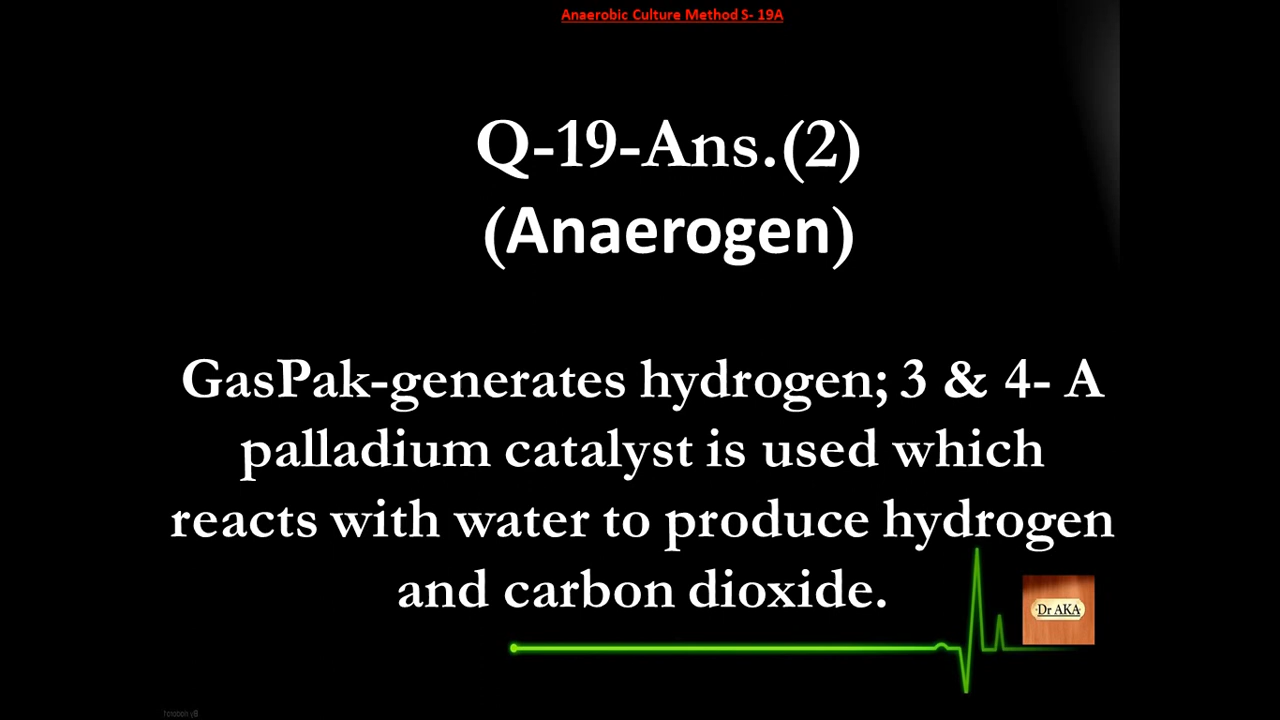 Anaerobic Culture Method S- 19A
Q-19-Ans.(2)
(Anaerogen)
GasPak-generates hydrogen; 3 & 4- A
palladium catalyst is used which
reacts with water to produce hydrogen
and carbon dioxide.
Dr AKA